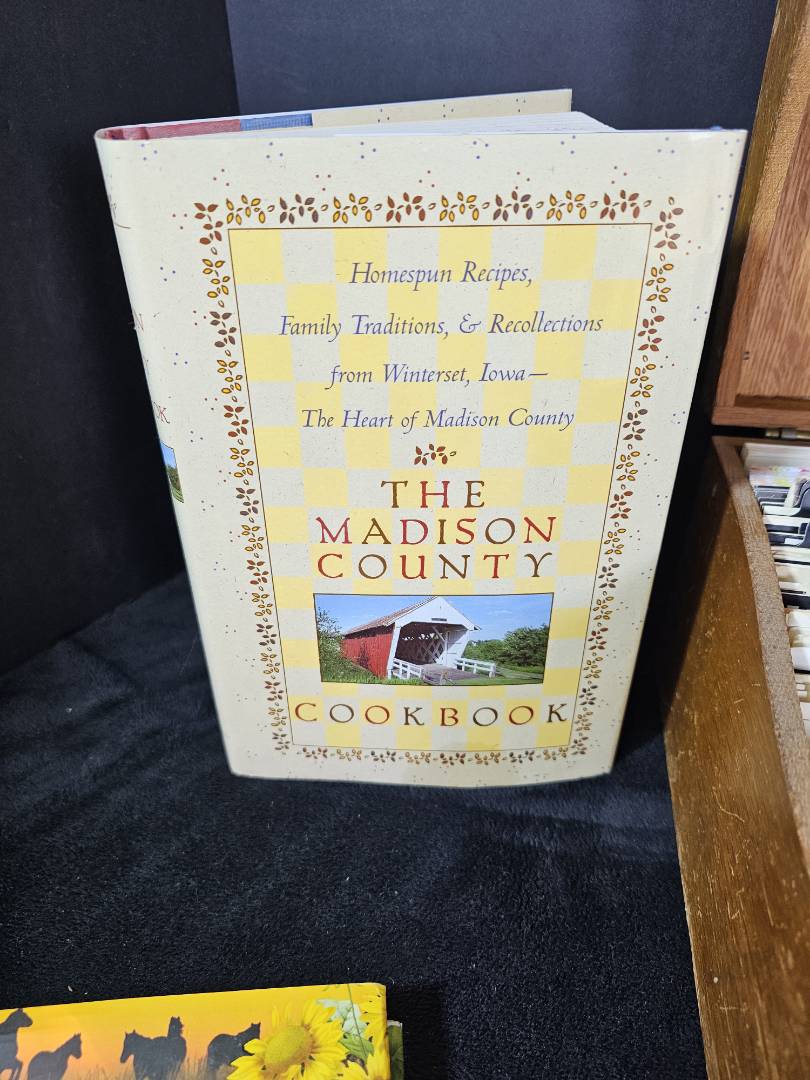 Homespun Recipes,
Family Traditions, & Recollections
from Winterset, Iowa—
The Heart of Madison County
THE
MADISON
COUNTY
COOKBOOK